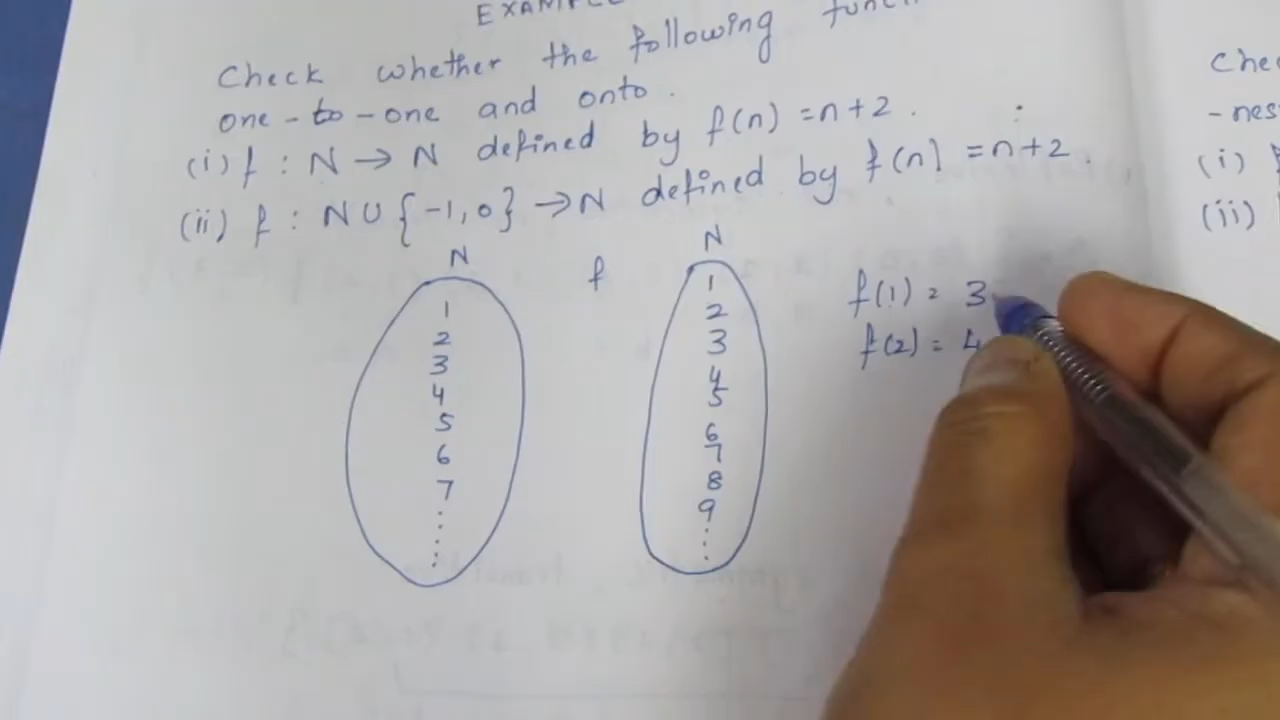 EXAMPLE
Check whether the following
one-to-one and onto.
(i) f : N → N defined by f(n) = n+2.
(ii) f : N ∪ {-1, 0} → N defined by f(n) = n+2.
N
f
N
1
2
3
4
5
6
7
1
2
3
4
5
6
7
8
9
f(1) = 3
f(2) = 4
(i)
(ii)